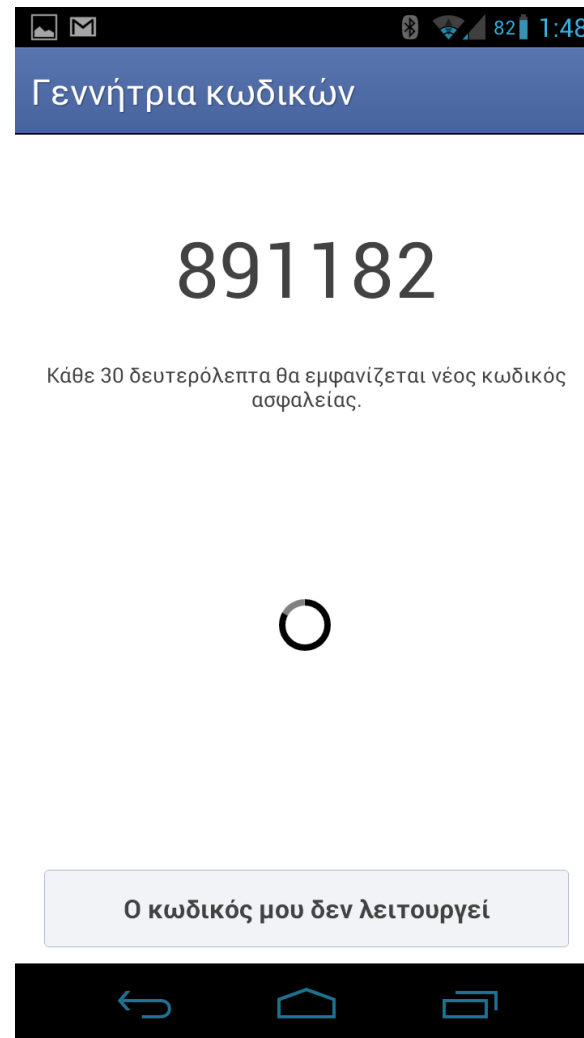 82 1:48
Γεννήτρια κωδικών
891182
Κάθε 30 δευτερόλεπτα θα εμφανίζεται νέος κωδικός
ασφαλείας.
Ο κωδικός μου δεν λειτουργεί